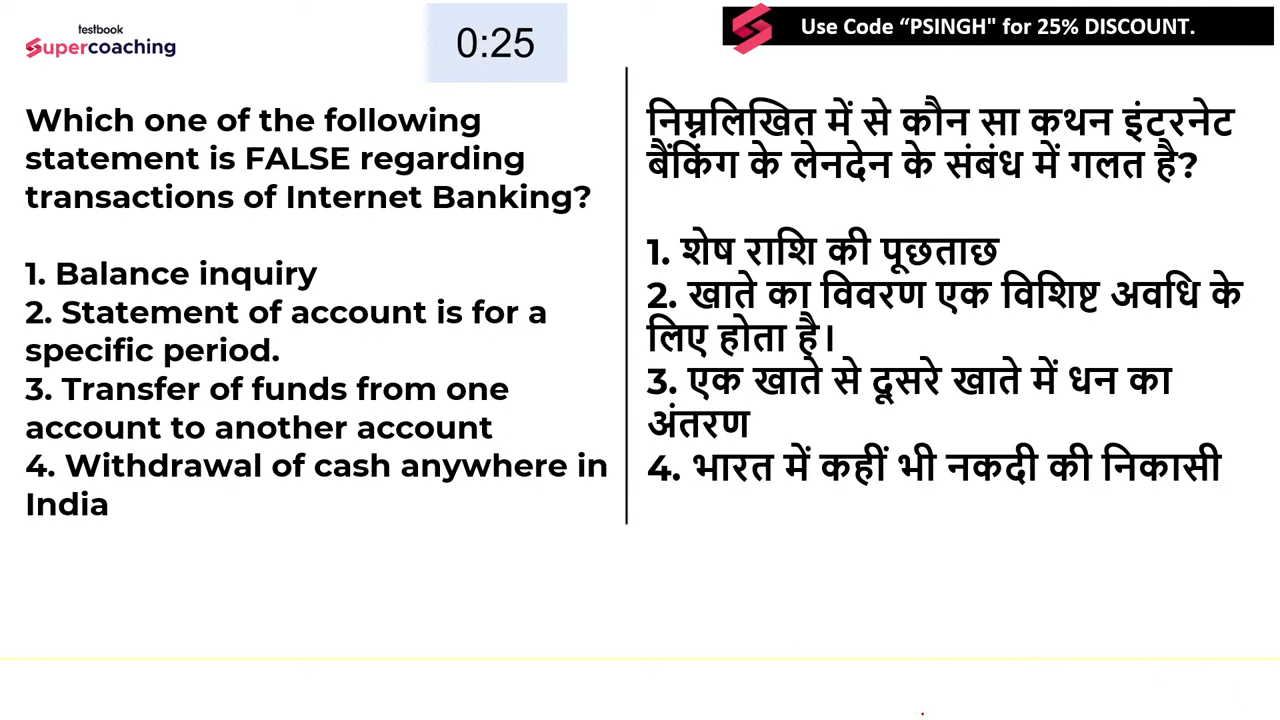 testbook
Supercoaching
0:25
Use Code “PSINGH" for 25% DISCOUNT.
Which one of the following
statement is FALSE regarding
transactions of Internet Banking?
1. Balance inquiry
2. Statement of account is for a
specific period.
3. Transfer of funds from one
account to another account
4. Withdrawal of cash anywhere in
India
निम्नलिखित में से कौन सा कथन इंटरनेट
बैंकिंग के लेनदेन के संबंध में गलत है?
1. शेष राशि की पूछताछ
2. खाते का विवरण एक विशिष्ट अवधि के
लिए होता है।
3. एक खाते से दूसरे खाते में धन का
अंतरण
4. भारत में कहीं भी नकदी की निकासी